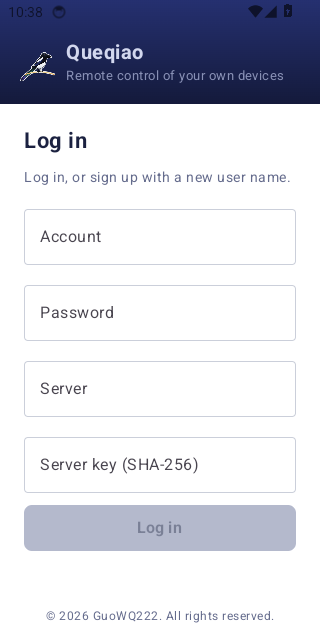 10:38
Queqiao
Remote control of your own devices
Log in
Log in, or sign up with a new user name.
Account
Password
Server
Server key (SHA-256)
Log in
© 2026 GuoWQ222. All rights reserved.